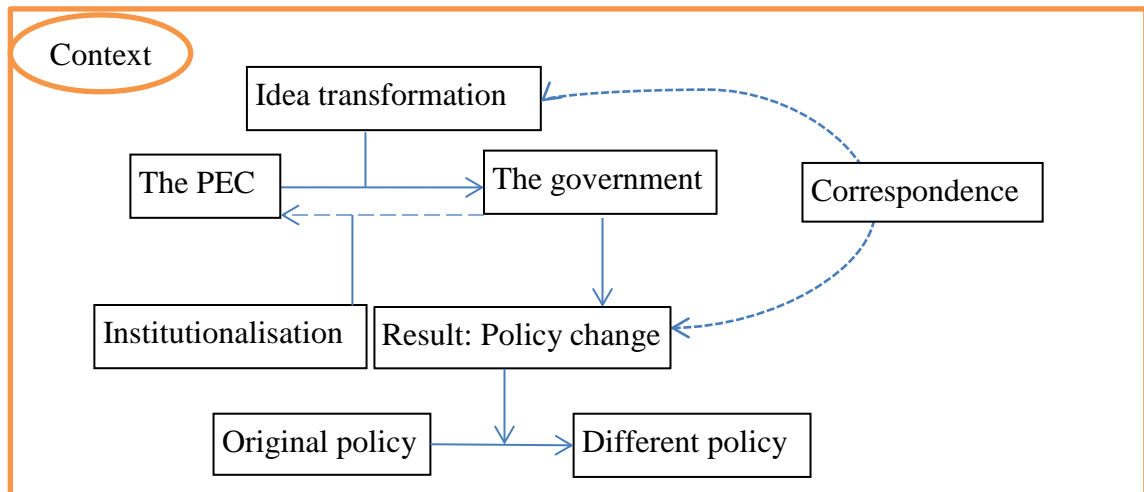 Context
Idea transformation
The PEC
The government
Correspondence
Institutionalisation
Result: Policy change
Original policy
Different policy